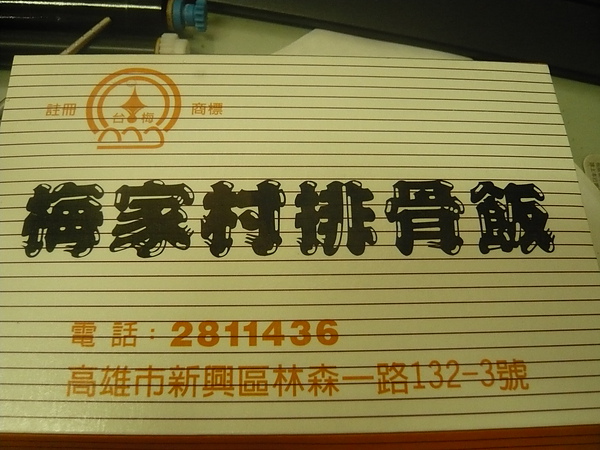 註冊 台梅 商標
梅家村排骨飯
電話：2811436
高雄市新興區林森一路132-3號